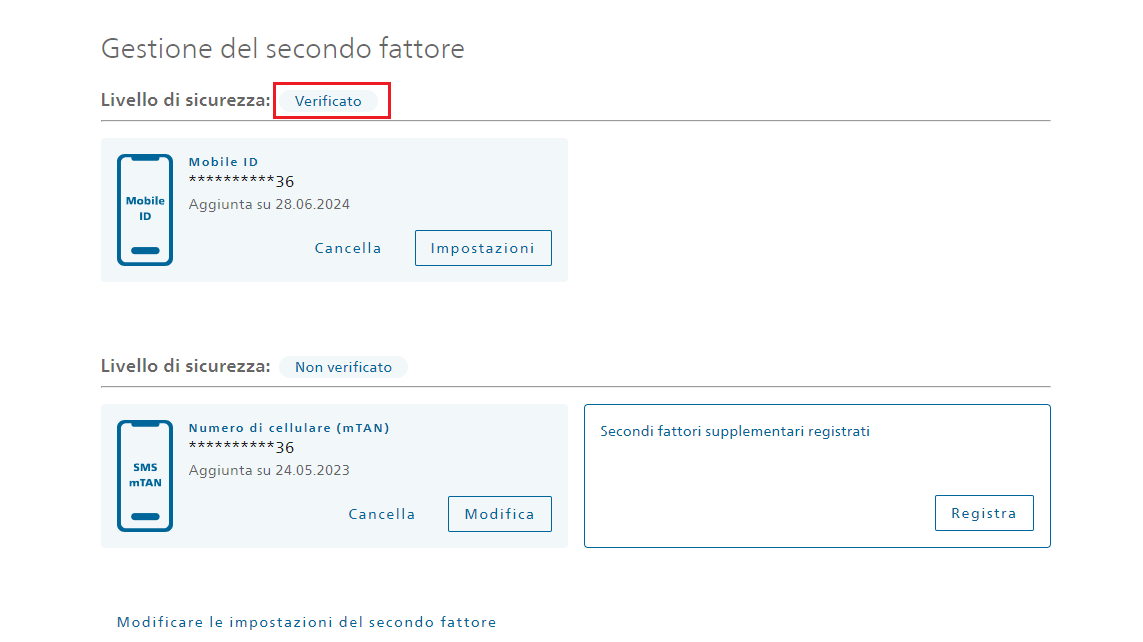 Gestione del secondo fattore
Livello di sicurezza: Verificato
Mobile ID
Mobile
ID
**********36
Aggiunta su 28.06.2024
Cancella
Impostazioni
Livello di sicurezza: Non verificato
Numero di cellulare (mTAN)
SMS
mTAN
**********36
Aggiunta su 24.05.2023
Cancella
Modifica
Secondi fattori supplementari registrati
Registra
Modificare le impostazioni del secondo fattore